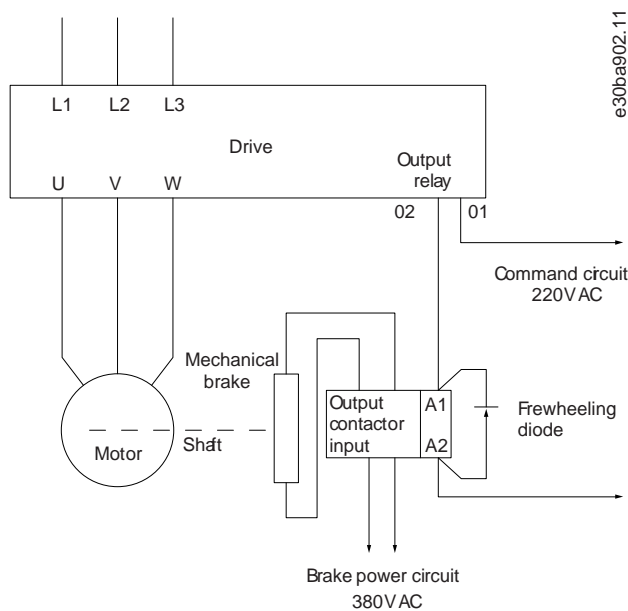 e30ba902.11
L1 L2 L3
Drive
Output
relay
U V W
02 01
Command circuit
220V AC
Mechanical
brake
Output
contactor
input
A1
A2
Frewheeling
diode
Motor
Shaft
Brake power circuit
380V AC